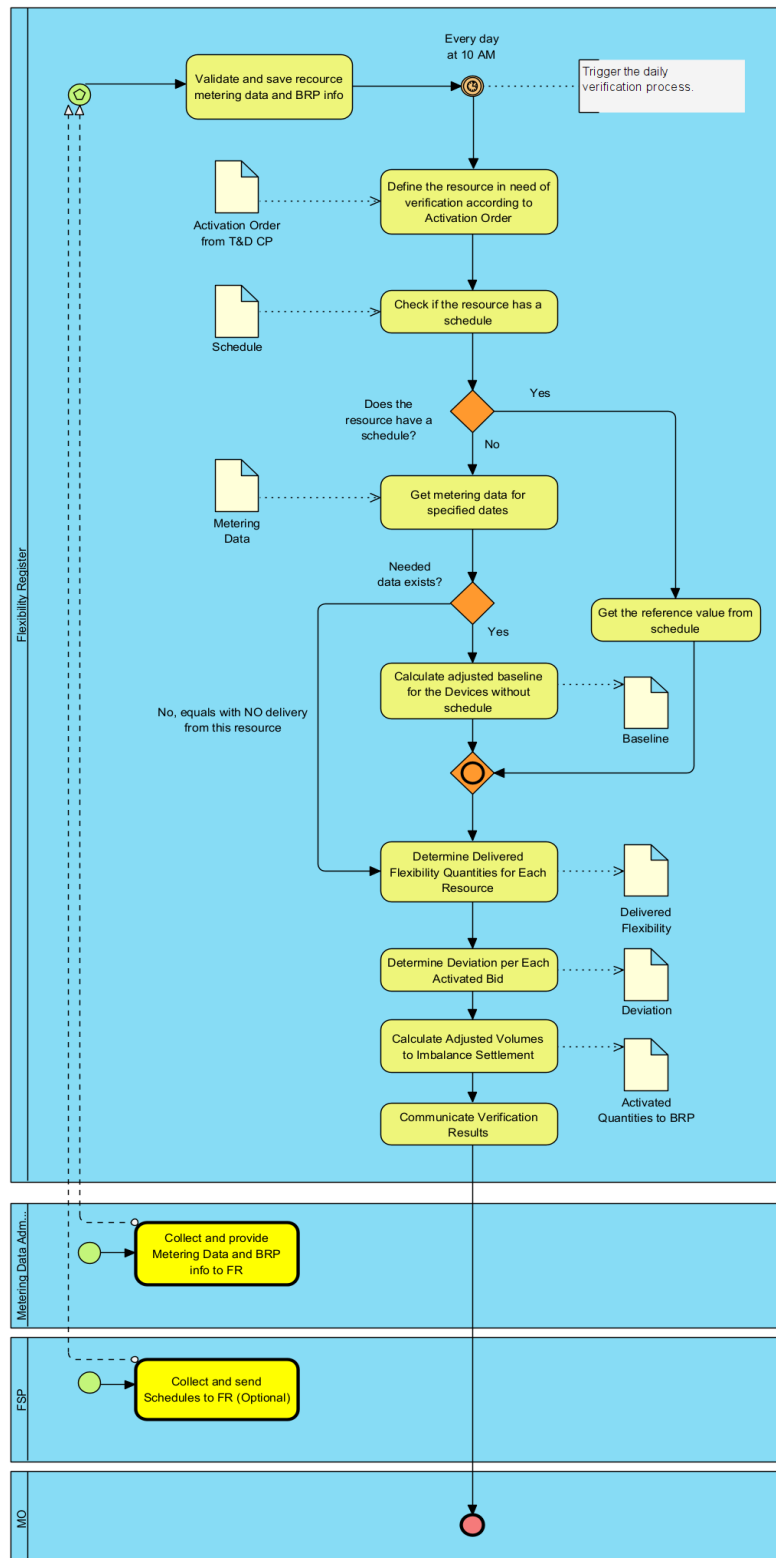 Every day
at 10 AM
Trigger the daily
verification process.
Validate and save recource
metering data and BRP info
Define the resource in need of
verification according to
Activation Order
Activation Order
from T&D CP
Check if the resource has a
schedule
Schedule
Does the
resource have a
schedule?
Yes
No
Get metering data for
specified dates
Metering
Data
Needed
data exists?
Yes
Get the reference value from
schedule
Calculate adjusted baseline
for the Devices without
schedule
Baseline
No, equals with NO delivery
from this resource
Determine Delivered
Flexibility Quantities for Each
Resource
Delivered
Flexibility
Determine Deviation per Each
Activated Bid
Deviation
Calculate Adjusted Volumes
to Imbalance Settlement
Activated
Quantities to BRP
Communicate Verification
Results
Flexibility Register
Collect and provide
Metering Data and BRP
info to FR
Metering Data Adm...
Collect and send
Schedules to FR (Optional)
FSP
MO